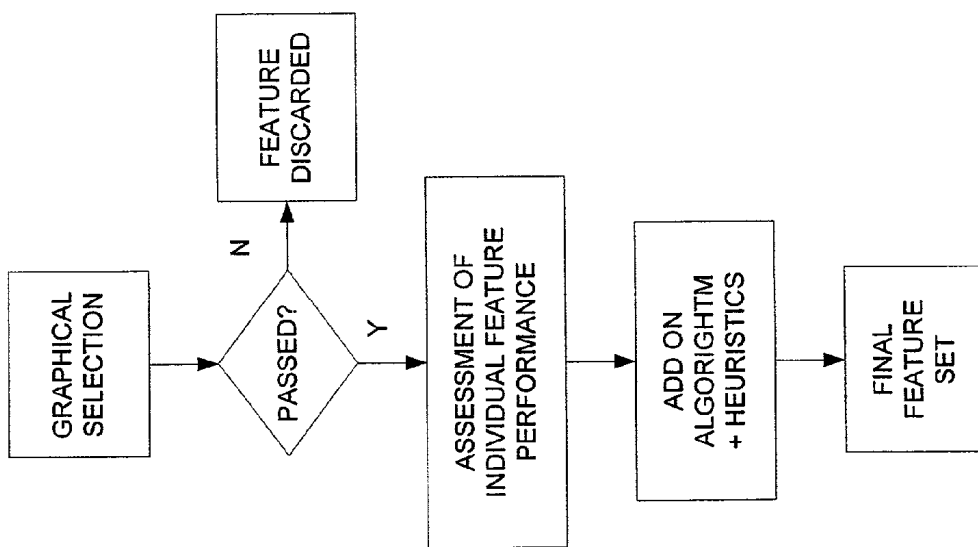 GRAPHICAL
SELECTION
PASSED?
N
FEATURE
DISCARDED
Y
ASSESSMENT OF
INDIVIDUAL FEATURE
PERFORMANCE
ADD ON
ALGORIGHTM
+ HEURISTICS
FINAL
FEATURE
SET